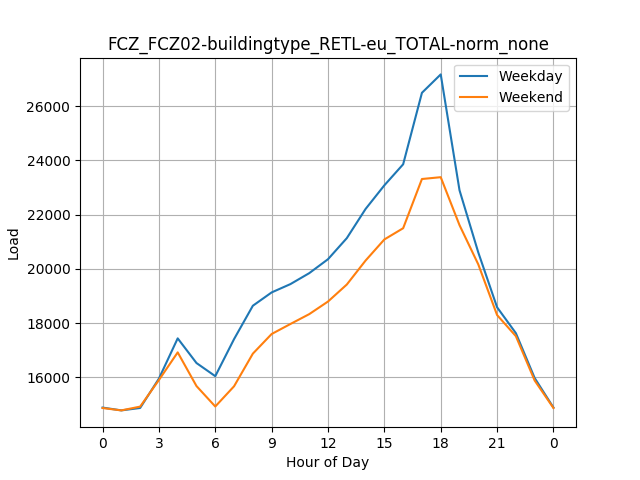 FCZ_FCZ02-buildingtype_RETL-eu_TOTAL-norm_none
Weekday
Weekend
26000
24000
22000
20000
18000
16000
Load
0 3 6 9 12 15 18 21 0
Hour of Day